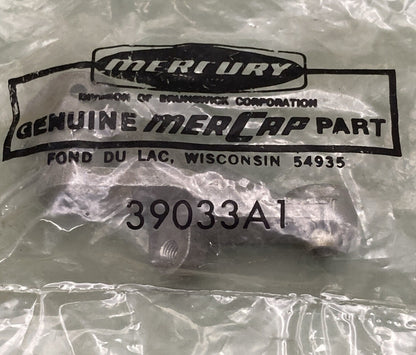 MERCURY
DIVISION OF BRUNSWICK CORPORATION
GENUINE MERCAP PART
FOND DU LAC, WISCONSIN 54935
39033A1